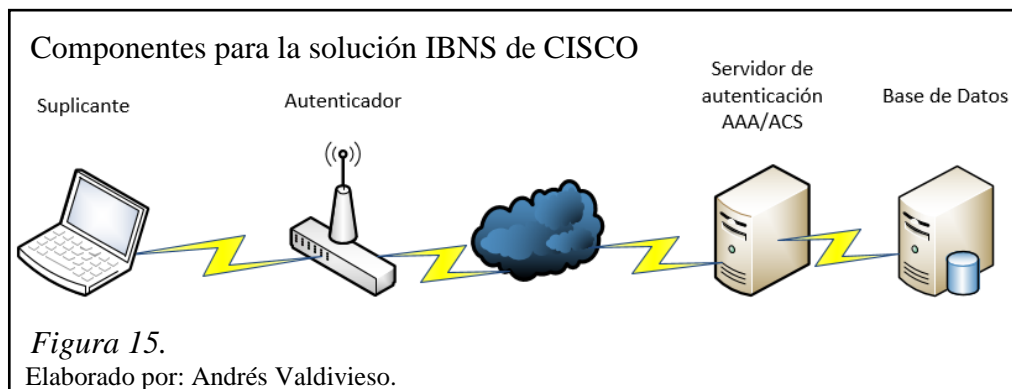 Componentes para la solución IBNS de CISCO
Suplicante
Autenticador
Servidor de
autenticación
AAA/ACS
Base de Datos
Figura 15.
Elaborado por: Andrés Valdivieso.